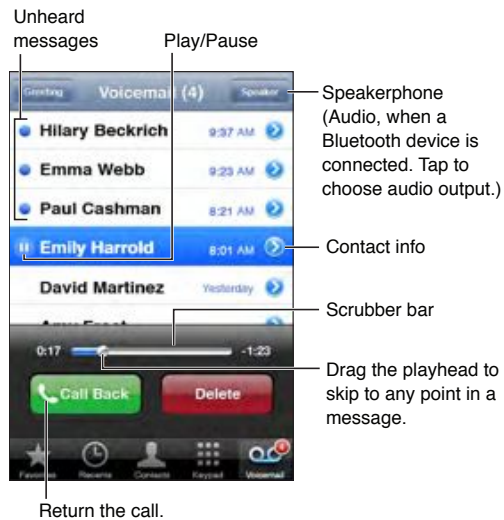 Unheard
messages
Play/Pause
Greeting
Voicemail (4)
Speaker
Speakerphone
(Audio, when a
Bluetooth device is
connected. Tap to
choose audio output.)
Hilary Beckrich 9:37 AM
Emma Webb 9:23 AM
Paul Cashman 8:21 AM
Emily Harrold 8:01 AM
Contact info
David Martinez Yesterday
Scrubber bar
0:17 -1:23
Drag the playhead to
skip to any point in a
message.
Call Back
Delete
4
Favorites Recents Contacts Keypad Voicemail
Return the call.